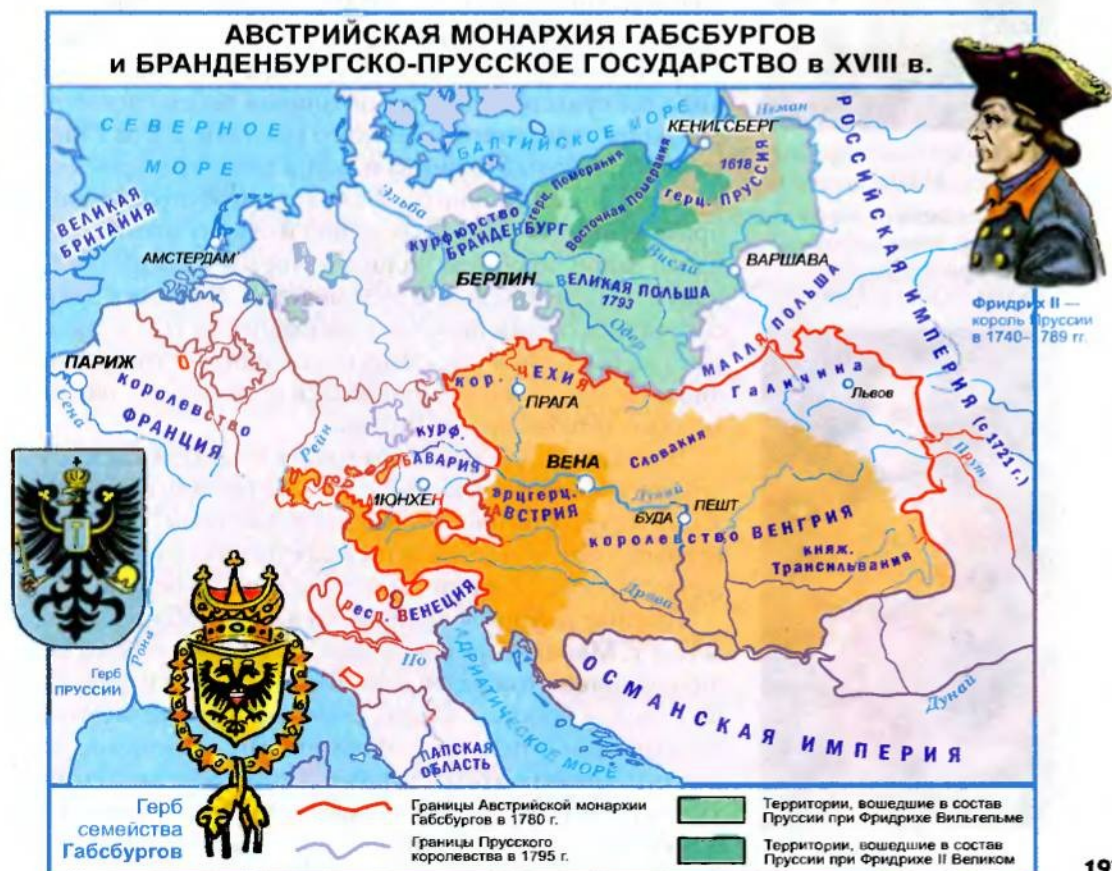 АВСТРИЙСКАЯ МОНАРХИЯ ГАБСБУРГОВ
и БРАНДЕНБУРГСКО-ПРУССКОЕ ГОСУДАРСТВО в XVIII в.
СЕВЕРНОЕ
МОРЕ
БАЛТИЙСКОЕ МОРЕ
Неман
КЕНИГСБЕРГ
1618
герц. ПРУССИЯ
герц. Померания
Восточная Померания
РОССИЙСКАЯ ИМПЕРИЯ (с 1721 г.)
ВЕЛИКАЯ
БРИТАНИЯ
Эльба
курфюрство
БРАНДЕНБУРГ
АМСТЕРДАМ
БЕРЛИН
Висла
ВАРШАВА
ВЕЛИКАЯ ПОЛЬША
1793
Одер
МАЛАЯ ПОЛЬША
Фридрих II —
король Пруссии
в 1740–1789 гг.
ПАРИЖ
Сена
королевство
ФРАНЦИЯ
кор. ЧЕХИЯ
ПРАГА
Галичина
Львов
Прут
Рейн
курф.
БАВАРИЯ
МЮНХЕН
ВЕНА
Словакия
эрцгерц.
АВСТРИЯ
Дунай
БУДА
ПЕШТ
королевство ВЕНГРИЯ
княж.
Трансильвания
Драва
респ. ВЕНЕЦИЯ
Рона
По
Герб
ПРУССИИ
АДРИАТИЧЕСКОЕ МОРЕ
ОСМАНСКАЯ ИМПЕРИЯ
Дунай
ПАПСКАЯ
ОБЛАСТЬ
Герб
семейства
Габсбургов
Границы Австрийской монархии
Габсбургов в 1780 г.
Границы Прусского
королевства в 1795 г.
Территории, вошедшие в состав
Пруссии при Фридрихе Вильгельме
Территории, вошедшие в состав
Пруссии при Фридрихе II Великом